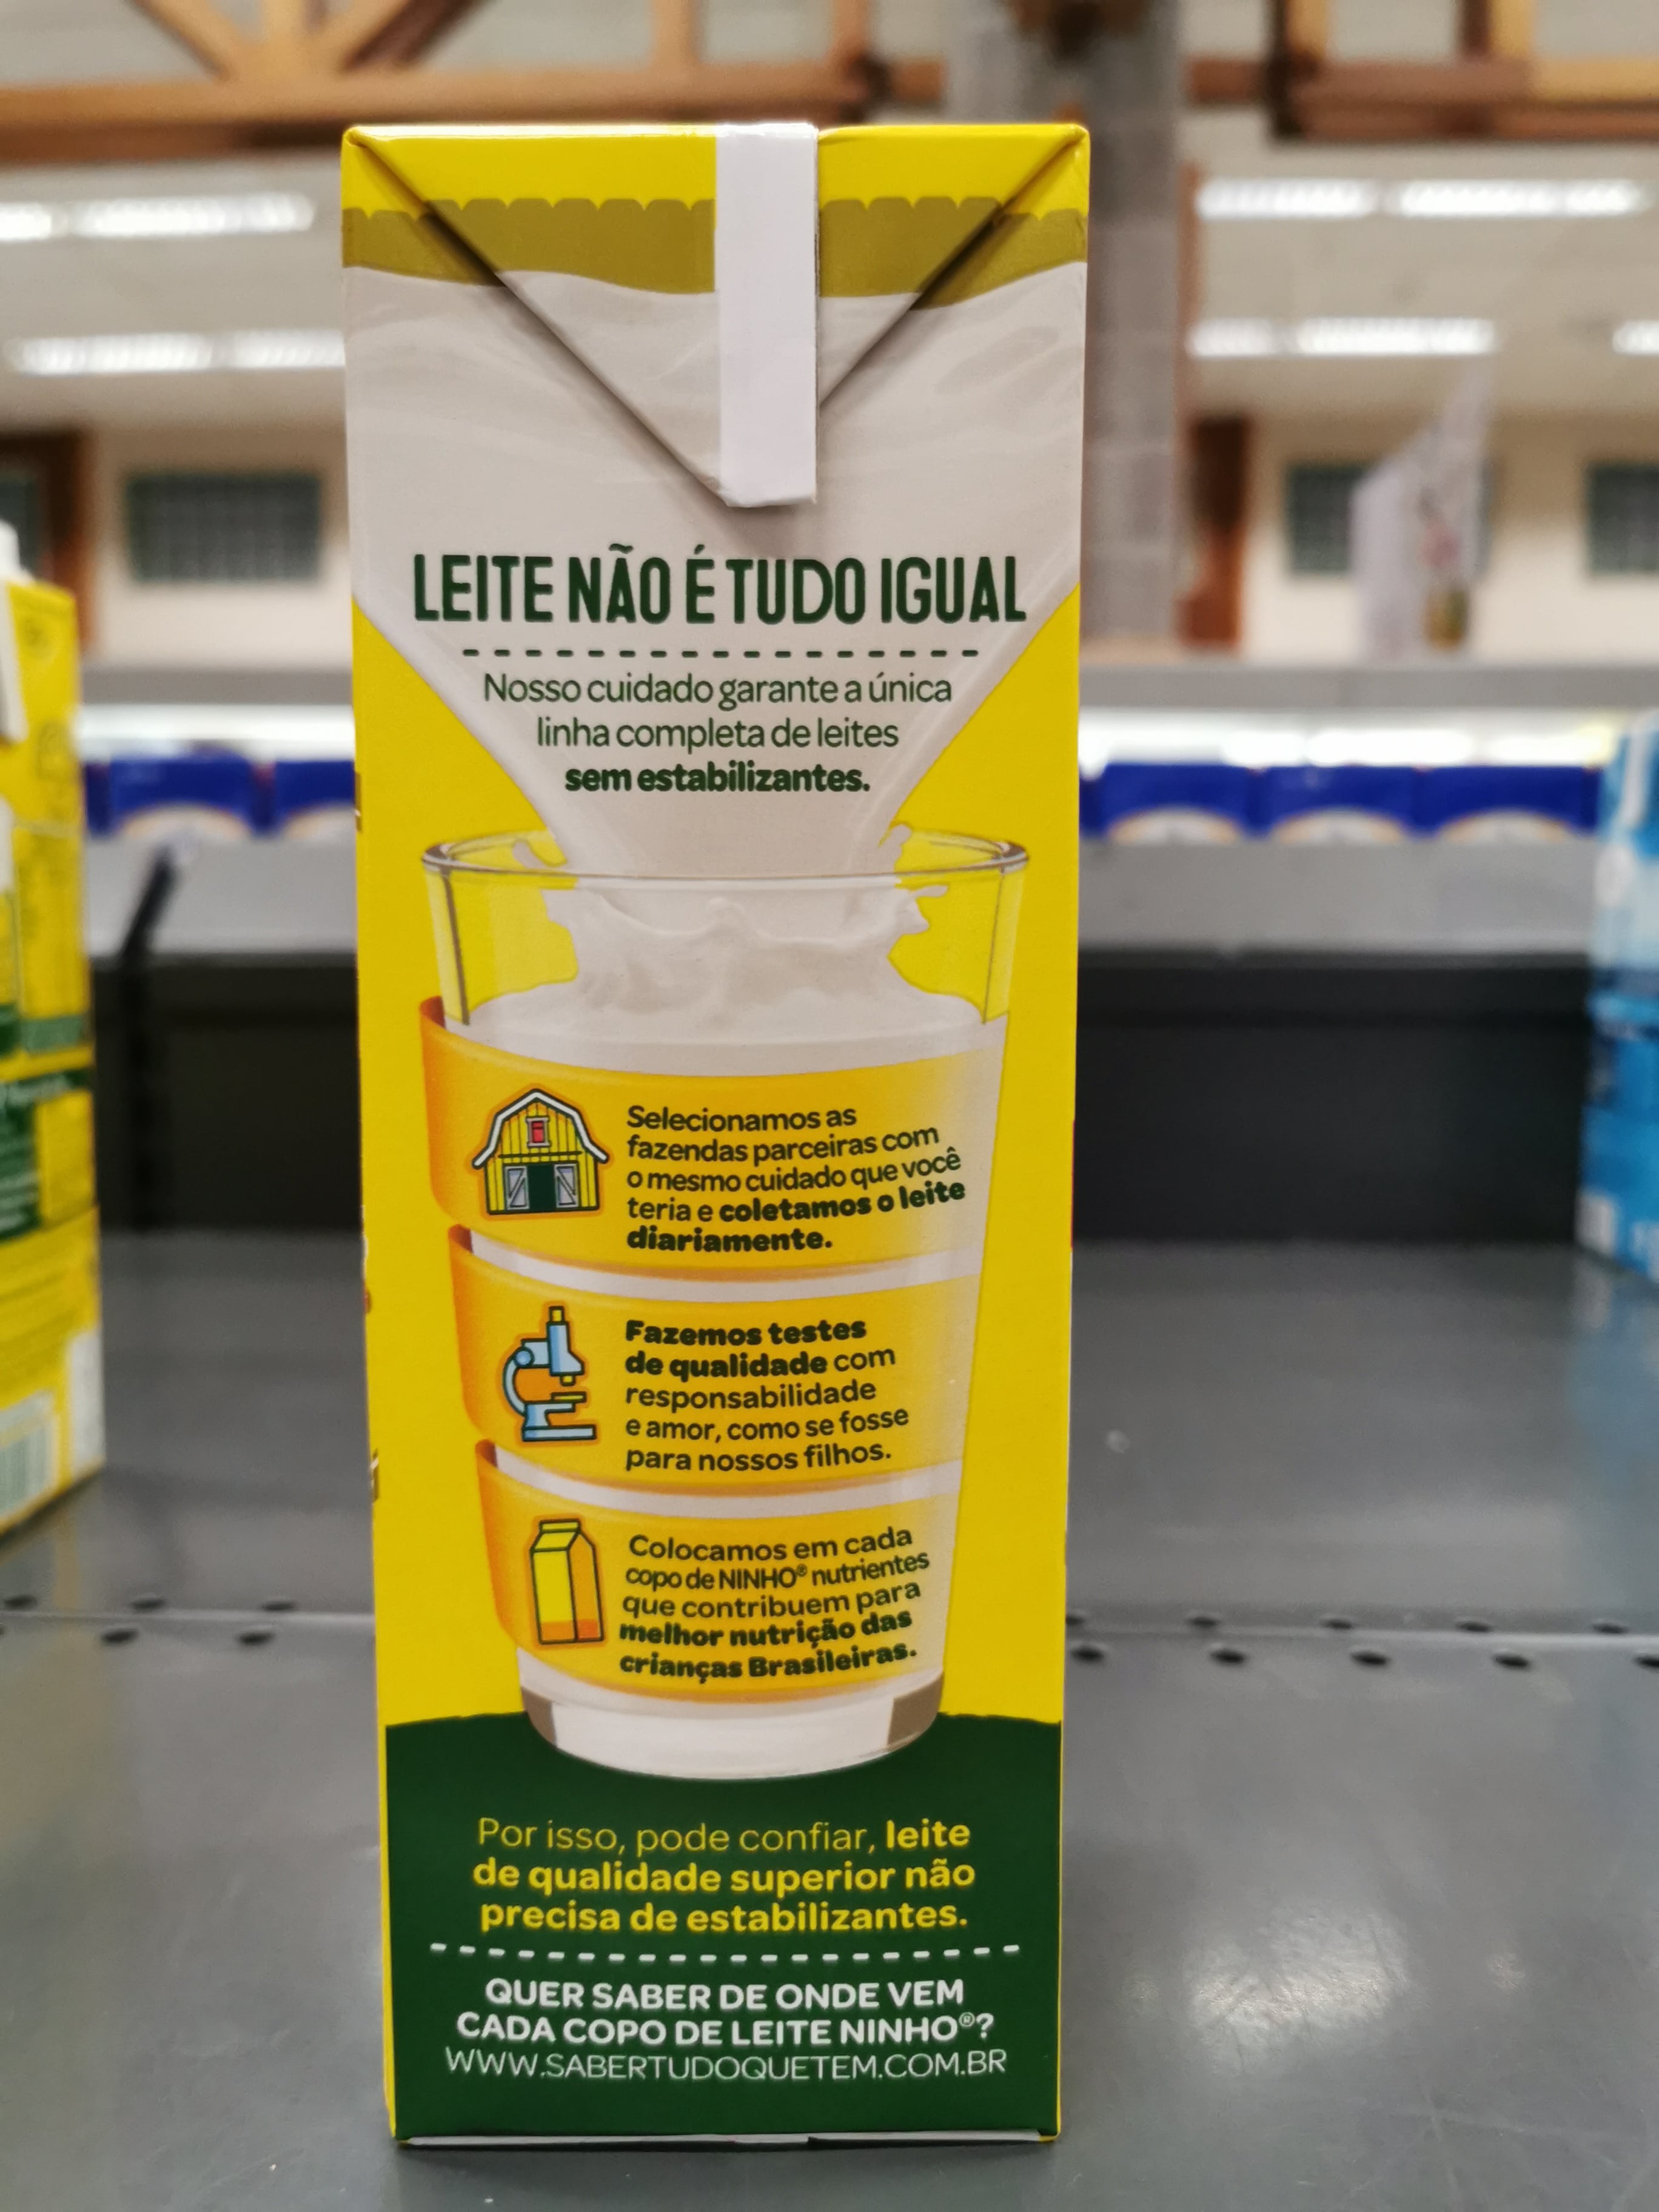 LEITE NÃO É TUDO IGUAL
Nosso cuidado garante a única
linha completa de leites
sem estabilizantes.
Selecionamos as
fazendas parceiras com
o mesmo cuidado que você
teria e coletamos o leite
diariamente.
Fazemos testes
de qualidade com
responsabilidade
e amor, como se fosse
para nossos filhos.
Colocamos em cada
copo de NINHO® nutrientes
que contribuem para
melhor nutrição das
crianças Brasileiras.
Por isso, pode confiar, leite
de qualidade superior não
precisa de estabilizantes.
QUER SABER DE ONDE VEM
CADA COPO DE LEITE NINHO®?
WWW.SABERTUDOQUETEM.COM.BR